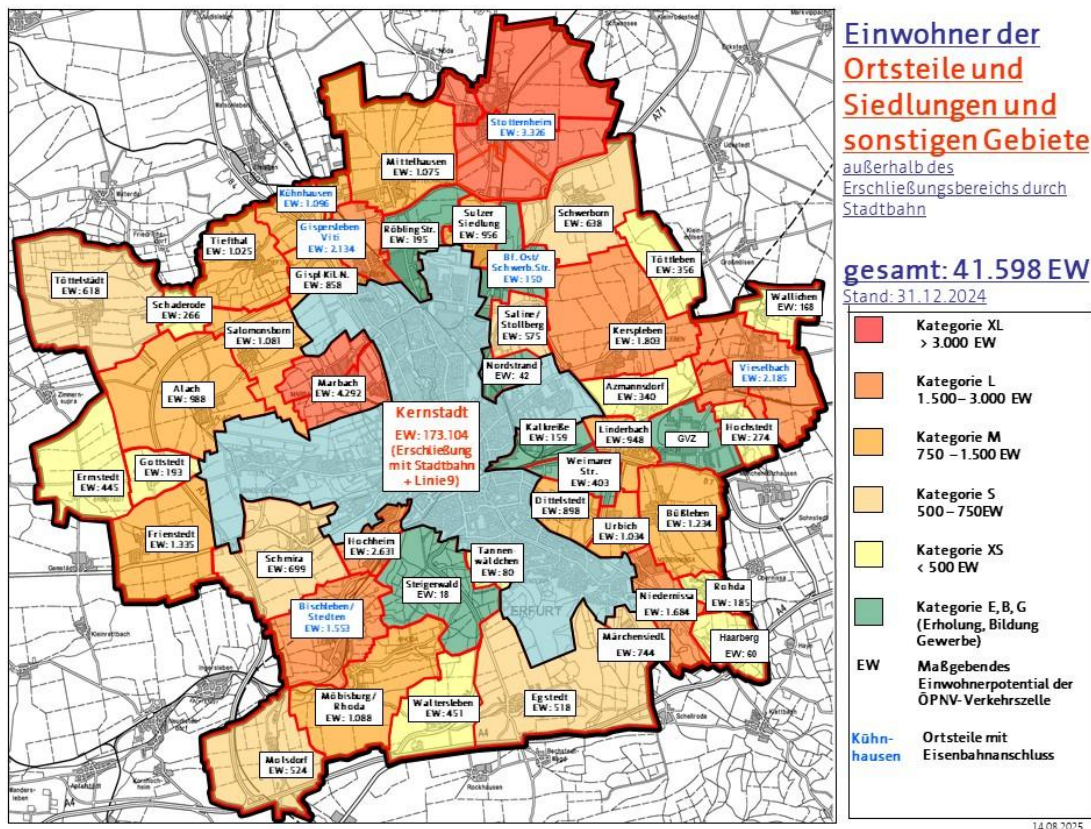 Einwohner der
Ortsteile und
Siedlungen und
sonstigen Gebiete
außerhalb des
Erschließungsbereichs durch
Stadtbahn
gesamt: 41.598 EW
Stand: 31.12.2024
Kategorie XL
> 3.000 EW
Kategorie L
1.500 – 3.000 EW
Kategorie M
750 – 1.500 EW
Kategorie S
500 – 750EW
Kategorie XS
< 500 EW
Kategorie E, B, G
(Erholung, Bildung
Gewerbe)
EW
Maßgebendes
Einwohnerpotential der
ÖPNV-Verkehrszelle
Kühn-
hausen
Ortsteile mit
Eisenbahnanschluss
14.08.2025
Stotternheim
EW: 3.326
Mittelhausen
EW: 1.075
Kühnhausen
EW: 1.096
Gispersleben
Viti
EW: 2.134
Röbling Str.
EW: 195
Sulzer
Siedlung
EW: 956
Schwerborn
EW: 638
Tiefthal
EW: 1.025
Töttelstädt
EW: 618
Schaderode
EW: 266
Gispl Kil. N.
EW: 858
Bf. Ost/
Schwerb.Str.
EW: 150
Töttleben
EW: 356
Wallichen
EW: 168
Salomonsborn
EW: 1.081
Saline/
Stollberg
EW: 575
Kerspleben
EW: 1.803
Marbach
EW: 4.292
Nordstrand
EW: 42
Vieselbach
EW: 2.185
Alach
EW: 988
Azmannsdorf
EW: 340
Kernstadt
EW: 173.104
(Erschließung
mit Stadtbahn
+ Linie 9)
Kalkreiße
EW: 159
Linderbach
EW: 948
GVZ
Hochstedt
EW: 274
Gottstedt
EW: 193
Ermstedt
EW: 445
Weimarer
Str.
EW: 403
Dittelstedt
EW: 898
Büßleben
EW: 1.234
Urbich
EW: 1.034
Frienstedt
EW: 1.335
Schmira
EW: 699
Hochheim
EW: 2.631
Tannen-
wäldchen
EW: 80
Steigerwald
EW: 18
Niedernissa
EW: 1.684
Rohda
EW: 185
Bischleben/
Stedten
EW: 1.553
ERFURT
Märchensiedl.
EW: 744
Haarberg
EW: 60
Möbisburg/
Rhoda
EW: 1.088
Waltersleben
EW: 451
Egstedt
EW: 518
Molsdorf
EW: 524
A71
A4
A4